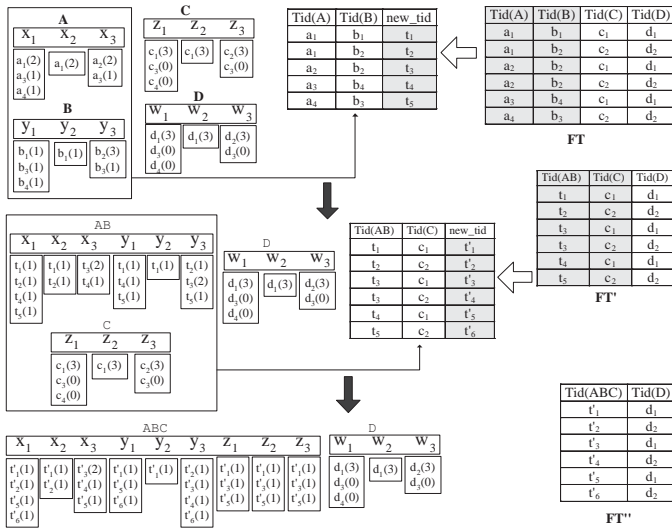 A
x1 x2 x3
a1(2) a3(1) a4(1)
a1(2)
a2(2) a3(1)
B
y1 y2 y3
b1(1) b3(1) b4(1)
b1(1)
b2(3) b3(1)
C
z1 z2 z3
c1(3) c3(0) c4(0)
c1(3)
c2(3) c3(0)
D
w1 w2 w3
d1(3) d3(0) d4(0)
d1(3)
d2(3) d3(0)
Tid(A) Tid(B) new_tid
a1 b1 t1
a1 b2 t2
a2 b2 t3
a3 b4 t4
a4 b3 t5
Tid(A) Tid(B) Tid(C) Tid(D)
a1 b1 c1 d1
a1 b2 c2 d2
a2 b2 c1 d1
a2 b2 c2 d2
a3 b4 c1 d1
a4 b3 c2 d2
FT
AB
x1 x2 x3 y1 y2 y3
t1(1) t2(1) t4(1) t5(1)
t1(1) t2(1)
t3(2) t4(1)
t1(1) t4(1) t5(1)
t1(1)
t2(1) t3(2) t5(1)
C
z1 z2 z3
c1(3) c3(0) c4(0)
c1(3)
c2(3) c3(0)
D
w1 w2 w3
d1(3) d3(0) d4(0)
d1(3)
d2(3) d3(0)
Tid(AB) Tid(C) new_tid
t1 c1 t'1
t2 c2 t'2
t3 c1 t'3
t3 c2 t'4
t4 c1 t'5
t5 c2 t'6
Tid(AB) Tid(C) Tid(D)
t1 c1 d1
t2 c2 d2
t3 c1 d1
t3 c2 d2
t4 c1 d1
t5 c2 d2
FT'
ABC
x1 x2 x3 y1 y2 y3 z1 z2 z3
t'1(1) t'2(1) t'5(1) t'6(1)
t'1(1) t'2(1)
t'3(2) t'5(1)
t'1(1) t'5(1) t'6(1)
t'1(1)
t'2(1) t'3(1) t'4(1) t'6(1)
t'1(1) t'3(1) t'5(1)
t'1(1) t'3(1) t'5(1)
t'1(1) t'3(1) t'5(1)
D
w1 w2 w3
d1(3) d3(0) d4(0)
d1(3)
d2(3) d3(0)
Tid(ABC) Tid(D)
t'1 d1
t'2 d2
t'3 d1
t'4 d2
t'5 d1
t'6 d2
FT''